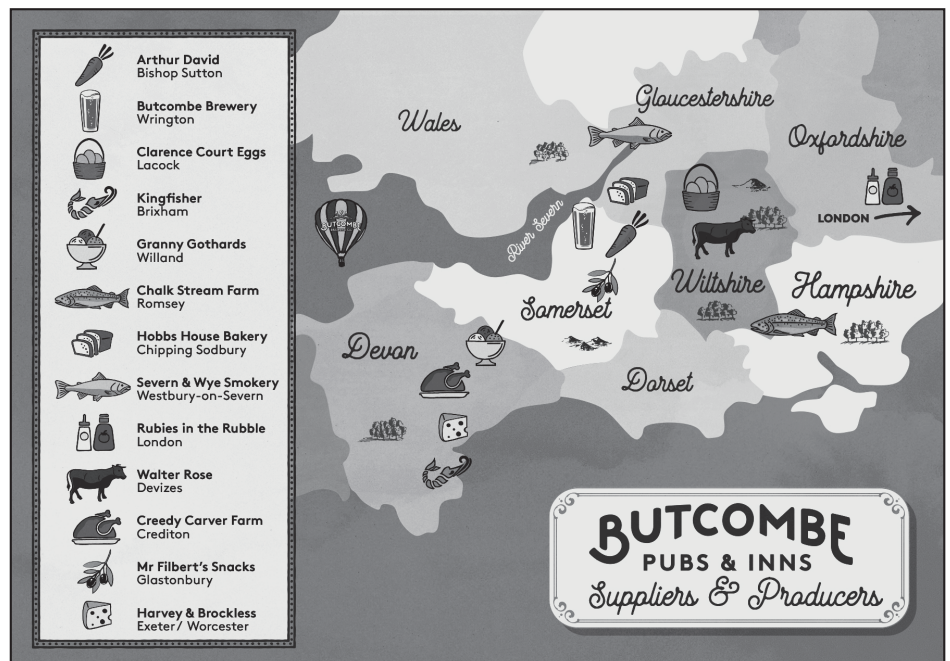 Arthur David
Bishop Sutton
Butcombe Brewery
Wrington
Clarence Court Eggs
Lacock
Kingfisher
Brixham
Granny Gothards
Willand
Chalk Stream Farm
Romsey
Hobbs House Bakery
Chipping Sodbury
Severn & Wye Smokery
Westbury-on-Severn
Rubies in the Rubble
London
Walter Rose
Devizes
Creedy Carver Farm
Crediton
Mr Filbert's Snacks
Glastonbury
Harvey & Brockless
Exeter/ Worcester
Wales
Gloucestershire
Oxfordshire
LONDON
BUTCOMBE
River Severn
Wiltshire
Hampshire
Somerset
Devon
Dorset
BUTCOMBE
PUBS & INNS
Suppliers & Producers